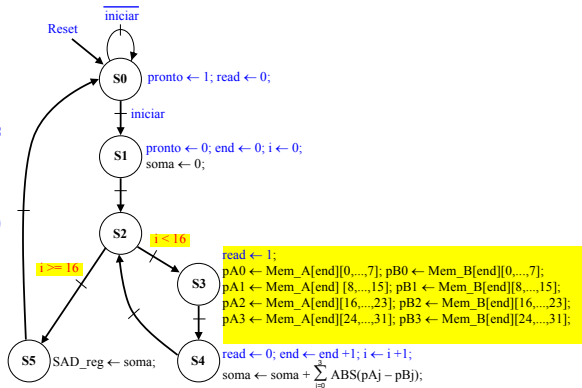 iniciar
Reset
S0
pronto ← 1; read ← 0;
iniciar
S1
pronto ← 0; end ← 0; i ← 0;
soma ← 0;
S2
i < 16
i >= 16
read ← 1;
pA0 ← Mem_A[end][0,...,7]; pB0 ← Mem_B[end][0,...,7];
pA1 ← Mem_A[end] [8,...,15]; pB1 ← Mem_B[end][8,...,15];
pA2 ← Mem_A[end][16,...,23]; pB2 ← Mem_B[end][16,...,23];
pA3 ← Mem_A[end][24,...,31]; pB3 ← Mem_B[end][24,...,31];
S3
S4
read ← 0; end ← end +1; i ← i +1;
soma ← soma + ∑ᵢ₌₀³ ABS(pAj – pBj);
S5
SAD_reg ← soma;